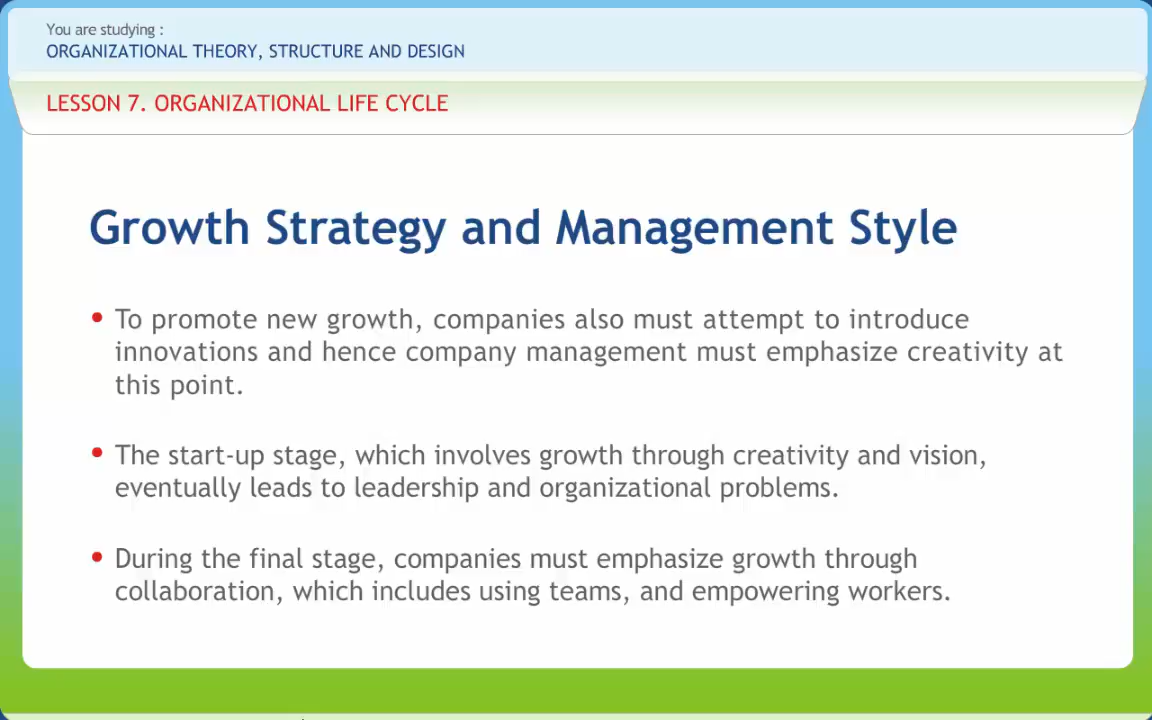 You are studying :
ORGANIZATIONAL THEORY, STRUCTURE AND DESIGN
LESSON 7. ORGANIZATIONAL LIFE CYCLE
Growth Strategy and Management Style
• To promote new growth, companies also must attempt to introduce
innovations and hence company management must emphasize creativity at
this point.
• The start-up stage, which involves growth through creativity and vision,
eventually leads to leadership and organizational problems.
• During the final stage, companies must emphasize growth through
collaboration, which includes using teams, and empowering workers.